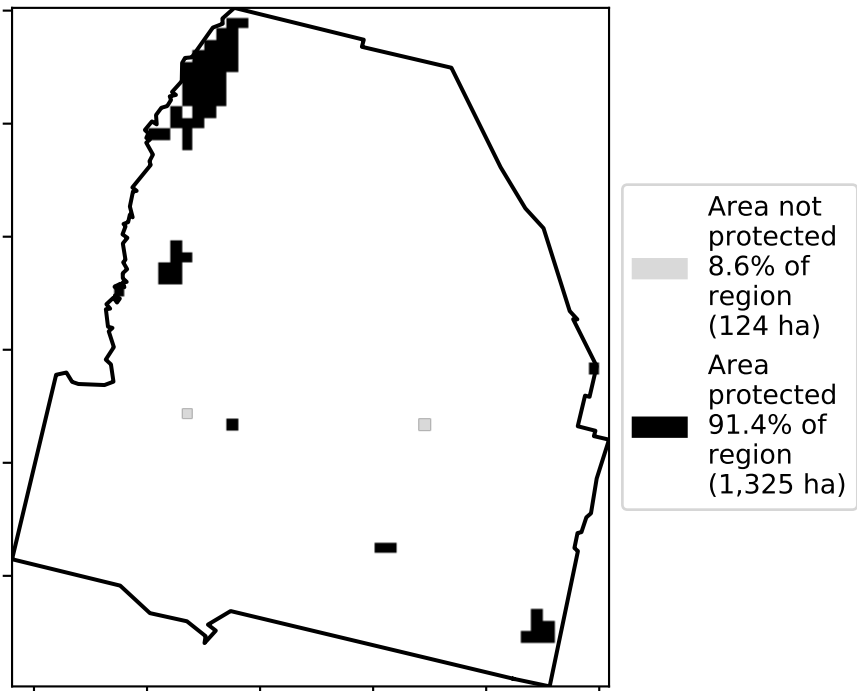 Area not
protected
8.6% of
region
(124 ha)
Area
protected
91.4% of
region
(1,325 ha)